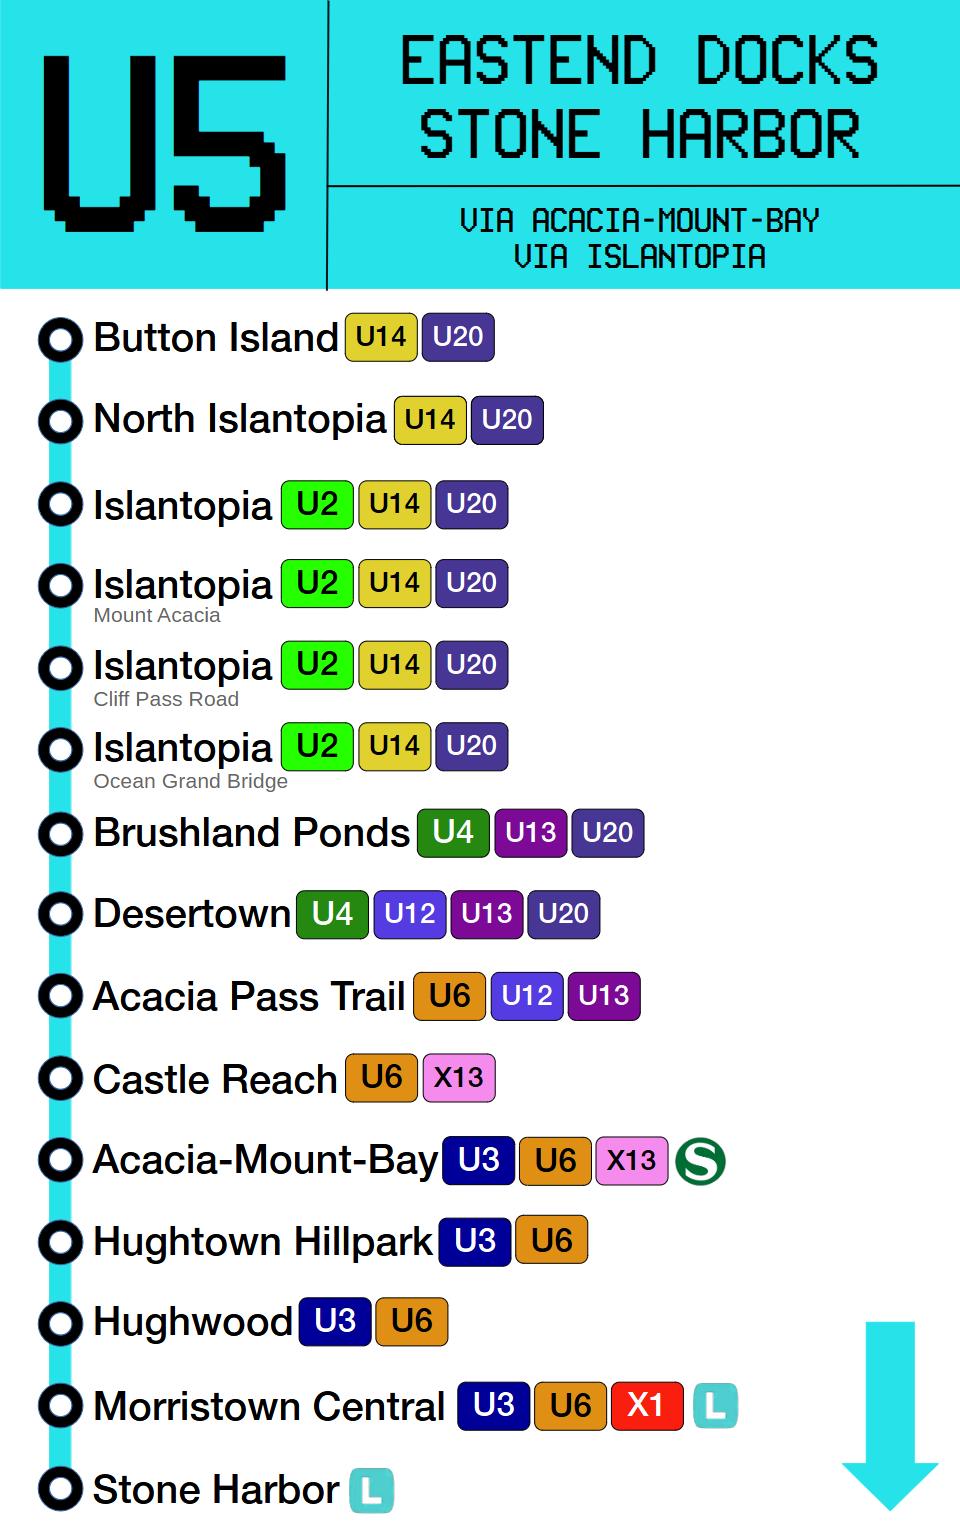 U5
EASTEND DOCKS
STONE HARBOR
VIA ACACIA-MOUNT-BAY
VIA ISLANTOPIA
Button Island U14 U20
North Islantopia U14 U20
Islantopia U2 U14 U20
Islantopia U2 U14 U20
Mount Acacia
Islantopia U2 U14 U20
Cliff Pass Road
Islantopia U2 U14 U20
Ocean Grand Bridge
Brushland Ponds U4 U13 U20
Desertown U4 U12 U13 U20
Acacia Pass Trail U6 U12 U13
Castle Reach U6 X13
Acacia-Mount-Bay U3 U6 X13 S
Hughtown Hillpark U3 U6
Hughwood U3 U6
Morristown Central U3 U6 X1 L
Stone Harbor L